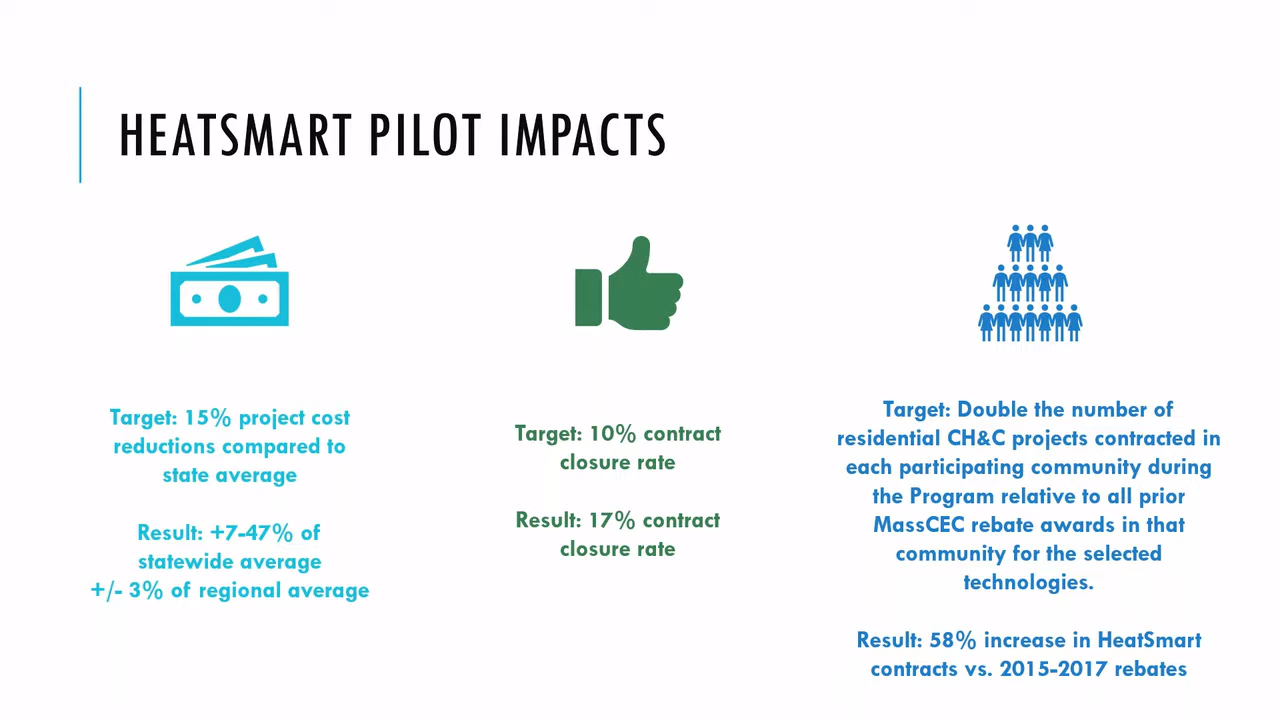 HEATSMART PILOT IMPACTS
Target: 15% project cost
reductions compared to
state average
Result: +7-47% of
statewide average
+/- 3% of regional average
Target: 10% contract
closure rate
Result: 17% contract
closure rate
Target: Double the number of
residential CH&C projects contracted in
each participating community during
the Program relative to all prior
MassCEC rebate awards in that
community for the selected
technologies.
Result: 58% increase in HeatSmart
contracts vs. 2015-2017 rebates